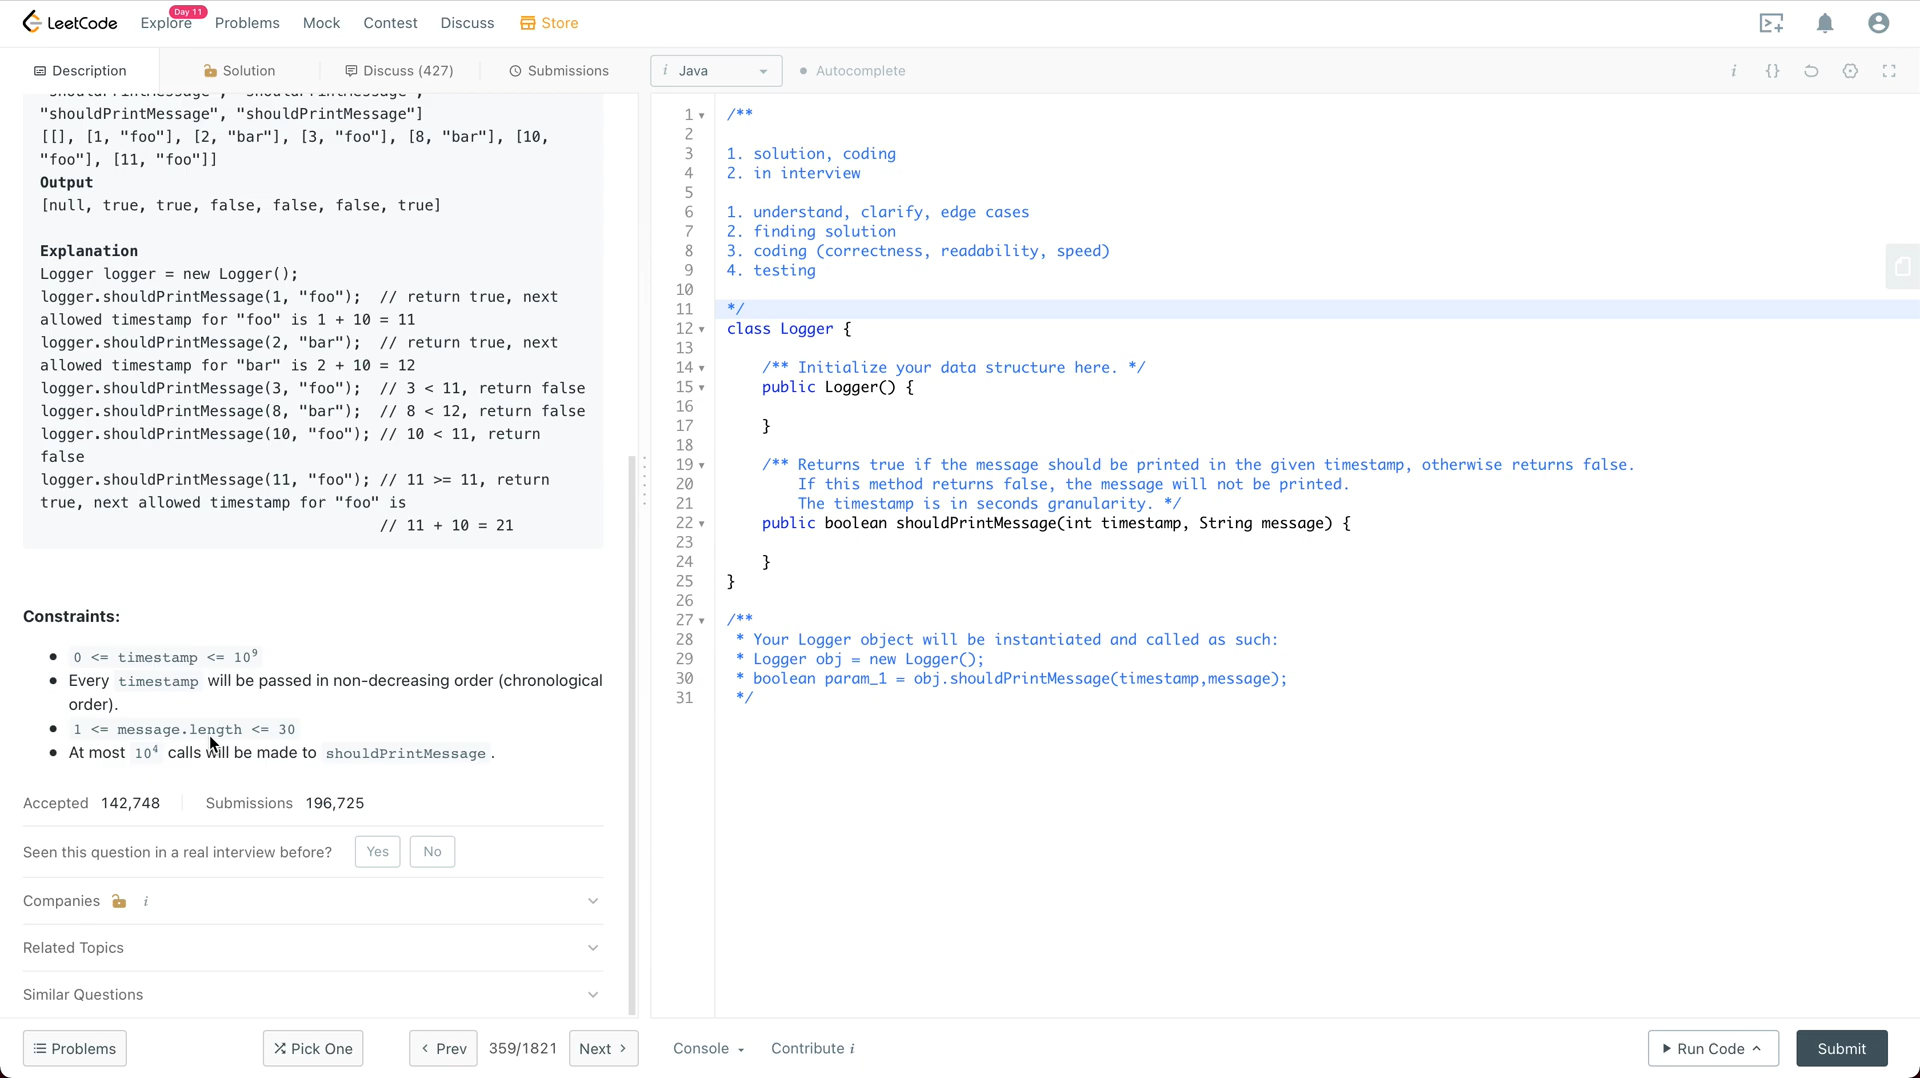 LeetCode
Explore
Day 11
Problems
Mock
Contest
Discuss
Store
Description
Solution
Discuss (427)
Submissions
i Java
Autocomplete
i
{}
"shouldPrintMessage", "shouldPrintMessage",
"shouldPrintMessage", "shouldPrintMessage"]
[[], [1, "foo"], [2, "bar"], [3, "foo"], [8, "bar"], [10,
"foo"], [11, "foo"]]
Output
[null, true, true, false, false, false, true]
Explanation
Logger logger = new Logger();
logger.shouldPrintMessage(1, "foo");  // return true, next
allowed timestamp for "foo" is 1 + 10 = 11
logger.shouldPrintMessage(2, "bar");  // return true, next
allowed timestamp for "bar" is 2 + 10 = 12
logger.shouldPrintMessage(3, "foo");  // 3 < 11, return false
logger.shouldPrintMessage(8, "bar");  // 8 < 12, return false
logger.shouldPrintMessage(10, "foo"); // 10 < 11, return
false
logger.shouldPrintMessage(11, "foo"); // 11 >= 11, return
true, next allowed timestamp for "foo" is
// 11 + 10 = 21
Constraints:
0 <= timestamp <= 10⁹
Every timestamp will be passed in non-decreasing order (chronological
order).
1 <= message.length <= 30
At most 10⁴ calls will be made to shouldPrintMessage.
Accepted 142,748 Submissions 196,725
Seen this question in a real interview before? Yes No
Companies i
Related Topics
Similar Questions
1 /**
2
3 1. solution, coding
4 2. in interview
5
6 1. understand, clarify, edge cases
7 2. finding solution
8 3. coding (correctness, readability, speed)
9 4. testing
10
11 */
12 class Logger {
13
14 /** Initialize your data structure here. */
15 public Logger() {
16
17 }
18
19 /** Returns true if the message should be printed in the given timestamp, otherwise returns false.
20 If this method returns false, the message will not be printed.
21 The timestamp is in seconds granularity. */
22 public boolean shouldPrintMessage(int timestamp, String message) {
23
24 }
25 }
26
27 /**
28 * Your Logger object will be instantiated and called as such:
29 * Logger obj = new Logger();
30 * boolean param_1 = obj.shouldPrintMessage(timestamp,message);
31 */
Problems
Pick One
Prev
359/1821
Next
Console
Contribute i
Run Code
Submit